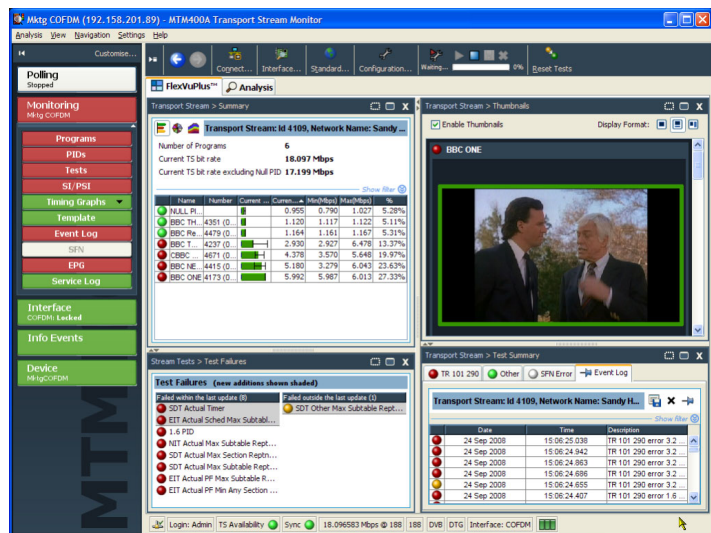 Mktg COFDM (192.158.201.89) - MTM400A Transport Stream Monitor
Analysis View Navigation Settings Help
Customise...
Polling
Stopped
Monitoring
Mktg COFDM
Programs
PIDs
Tests
SI/PSI
Timing Graphs
Template
Event Log
SFN
EPG
Service Log
Interface
COFDM: Locked
Info Events
Device
MktgCOFDM
MTM
Connect... Interface... Standard... Configuration... Waiting... 0% Reset Tests
FlexVuPlus™ Analysis
Transport Stream > Summary
Transport Stream: Id 4109, Network Name: Sandy ...
Number of Programs 6
Current TS bit rate 18.097 Mbps
Current TS bit rate excluding Null PID 17.199 Mbps
Show filter
Name Number Current ... Curren... Min(Mbps) Max(Mbps) %
NULL PI... 0.955 0.790 1.027 5.28%
BBC TH... 4351 (0... 1.120 1.117 1.122 5.11%
BBC Re... 4479 (0... 1.164 1.161 1.167 5.31%
BBC T... 4237 (0... 2.930 2.927 6.478 13.37%
CBBC ... 4671 (0... 4.378 3.570 5.648 19.97%
BBC NE... 4415 (0... 5.180 3.279 6.043 23.63%
BBC ONE 4173 (0... 5.992 5.987 6.013 27.33%
Transport Stream > Thumbnails
Enable Thumbnails Display Format:
BBC ONE
Stream Tests > Test Failures
Test Failures (new additions shown shaded)
Failed within the last update (8) Failed outside the last update (1)
SDT Actual Timer SDT Other Max Subtable Rept...
EIT Actual Sched Max Subtabl...
1.6 PID
NIT Actual Max Subtable Rept...
SDT Actual Max Section Reptn...
SDT Actual Max Subtable Rept...
EIT Actual PF Max Subtable R...
EIT Actual PF Min Any Section ...
Transport Stream > Test Summary
TR 101 290 Other SFN Error Event Log
Transport Stream: Id 4109, Network Name: Sandy H...
Show filter
Date Time Description
24 Sep 2008 15:06:25.038 TR 101 290 error 3.2 ...
24 Sep 2008 15:06:24.942 TR 101 290 error 3.2 ...
24 Sep 2008 15:06:24.863 TR 101 290 error 3.2 ...
24 Sep 2008 15:06:24.686 TR 101 290 error 3.2 ...
24 Sep 2008 15:06:24.655 TR 101 290 error 3.2 ...
24 Sep 2008 15:06:24.407 TR 101 290 error 1.6 ...
Login: Admin TS Availability Sync 18.096583 Mbps @ 188 188 DVB DTG Interface: COFDM